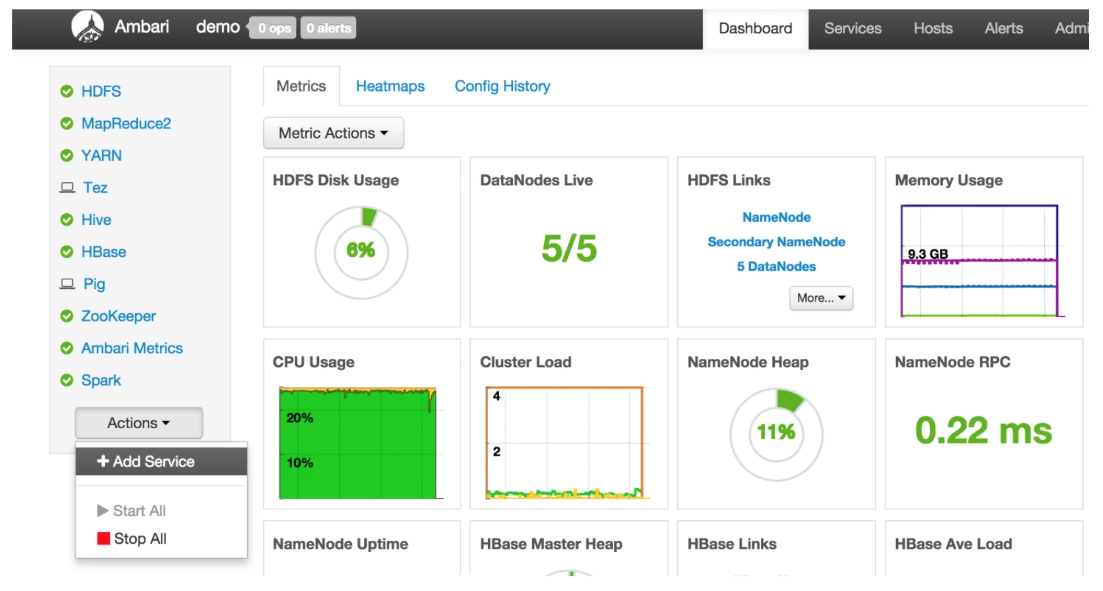 Ambari demo 0 ops 0 alerts Dashboard Services Hosts Alerts Admi
HDFS
MapReduce2
YARN
Tez
Hive
HBase
Pig
ZooKeeper
Ambari Metrics
Spark
Actions
Add Service
Start All
Stop All
Metrics Heatmaps Config History
Metric Actions
HDFS Disk Usage
6%
DataNodes Live
5/5
HDFS Links
NameNode
Secondary NameNode
5 DataNodes
More...
Memory Usage
9.3 GB
CPU Usage
20%
10%
Cluster Load
4
2
NameNode Heap
11%
NameNode RPC
0.22 ms
NameNode Uptime
HBase Master Heap
HBase Links
HBase Ave Load